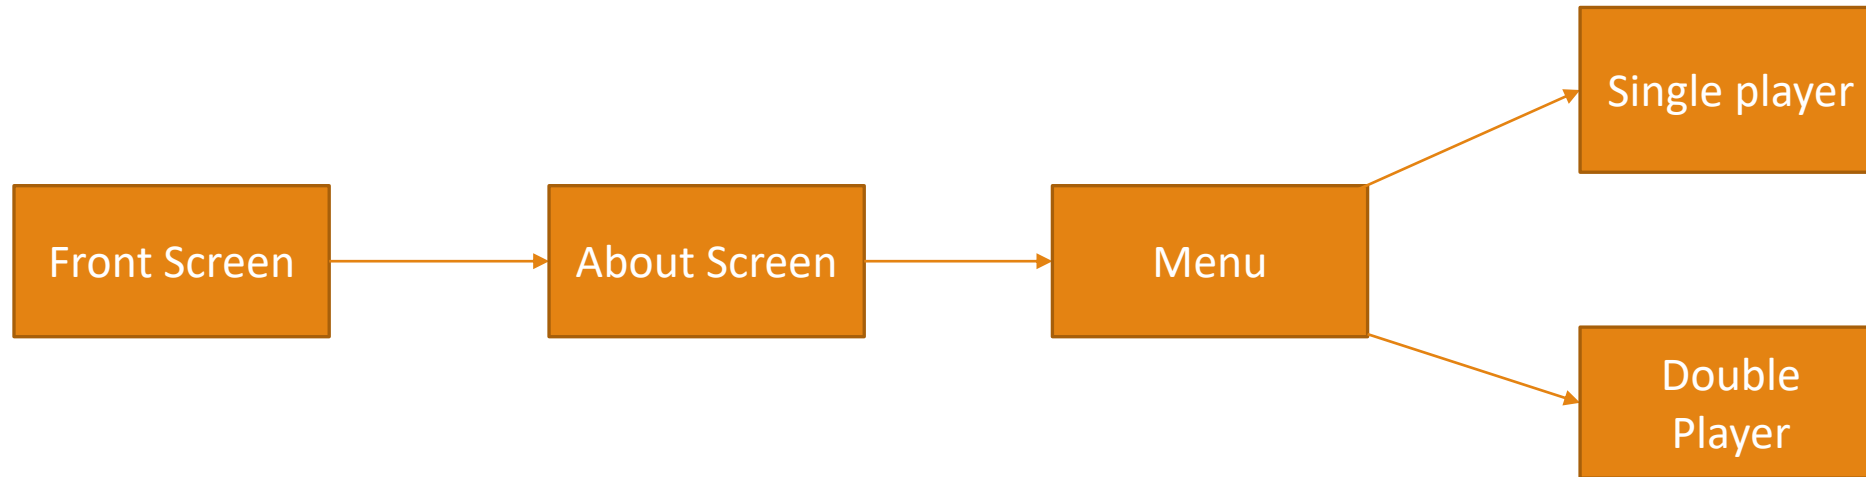 Front Screen
About Screen
Menu
Single player
Double
Player